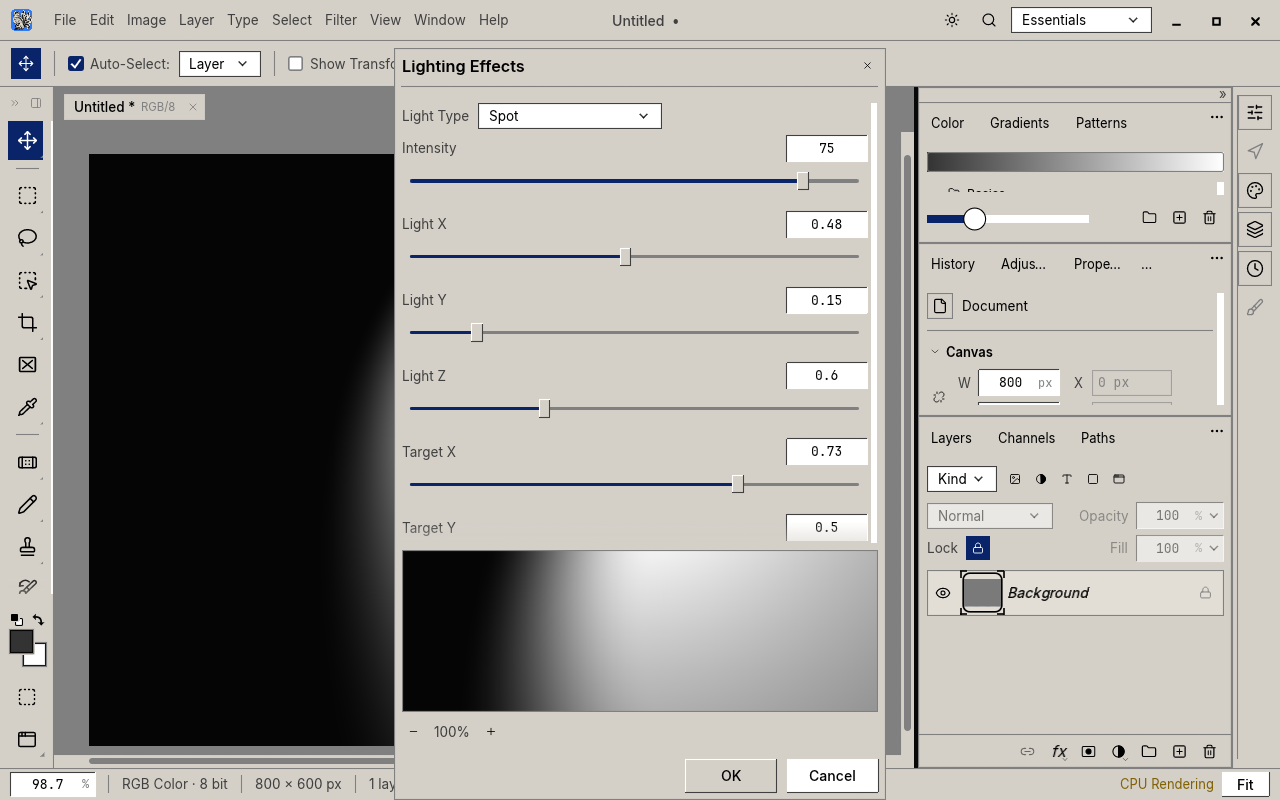 File Edit Image Layer Type Select Filter View Window Help Untitled • Essentials
Auto-Select: Layer Show Transfo
Lighting Effects
Untitled * RGB/8
Light Type Spot
Intensity 75
Light X 0.48
Light Y 0.15
Light Z 0.6
Target X 0.73
Target Y 0.5
− 100% +
OK Cancel
Color Gradients Patterns
Basics
History Adjus... Prope... ...
Document
Canvas
W 800 px X 0 px
Layers Channels Paths
Kind
Normal Opacity 100 %
Lock Fill 100 %
Background
fx
98.7 % RGB Color · 8 bit 800 × 600 px 1 lay CPU Rendering Fit